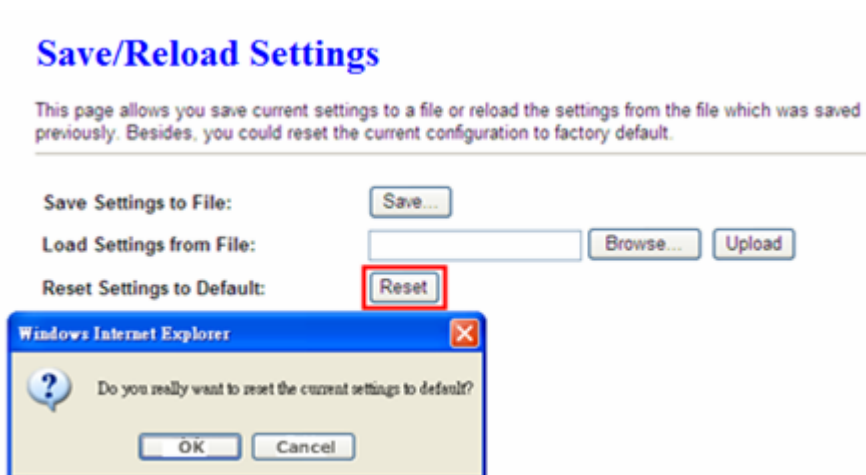 Save/Reload Settings
This page allows you save current settings to a file or reload the settings from the file which was saved
previously. Besides, you could reset the current configuration to factory default.
Save Settings to File: Save...
Load Settings from File: Browse... Upload
Reset Settings to Default: Reset
Windows Internet Explorer
Do you really want to reset the current settings to default?
OK Cancel